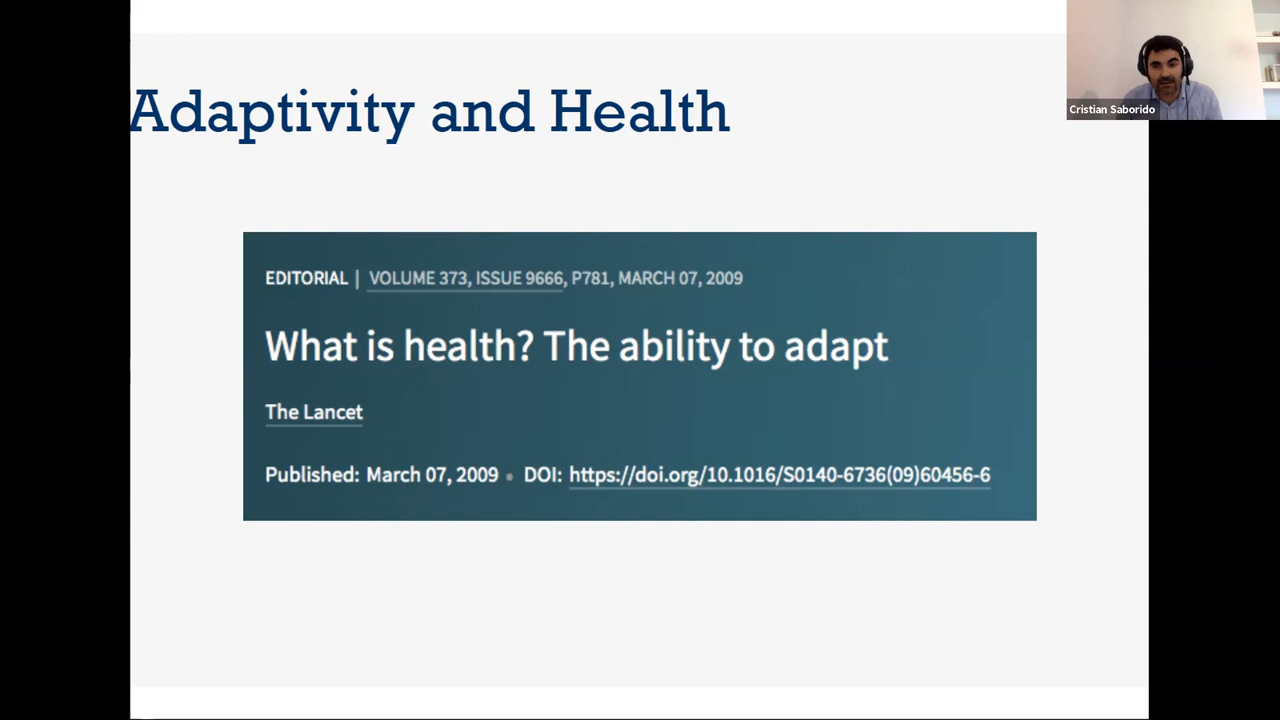 Adaptivity and Health
Cristian Saborido
EDITORIAL | VOLUME 373, ISSUE 9666, P781, MARCH 07, 2009
What is health? The ability to adapt
The Lancet
Published: March 07, 2009 • DOI: https://doi.org/10.1016/S0140-6736(09)60456-6